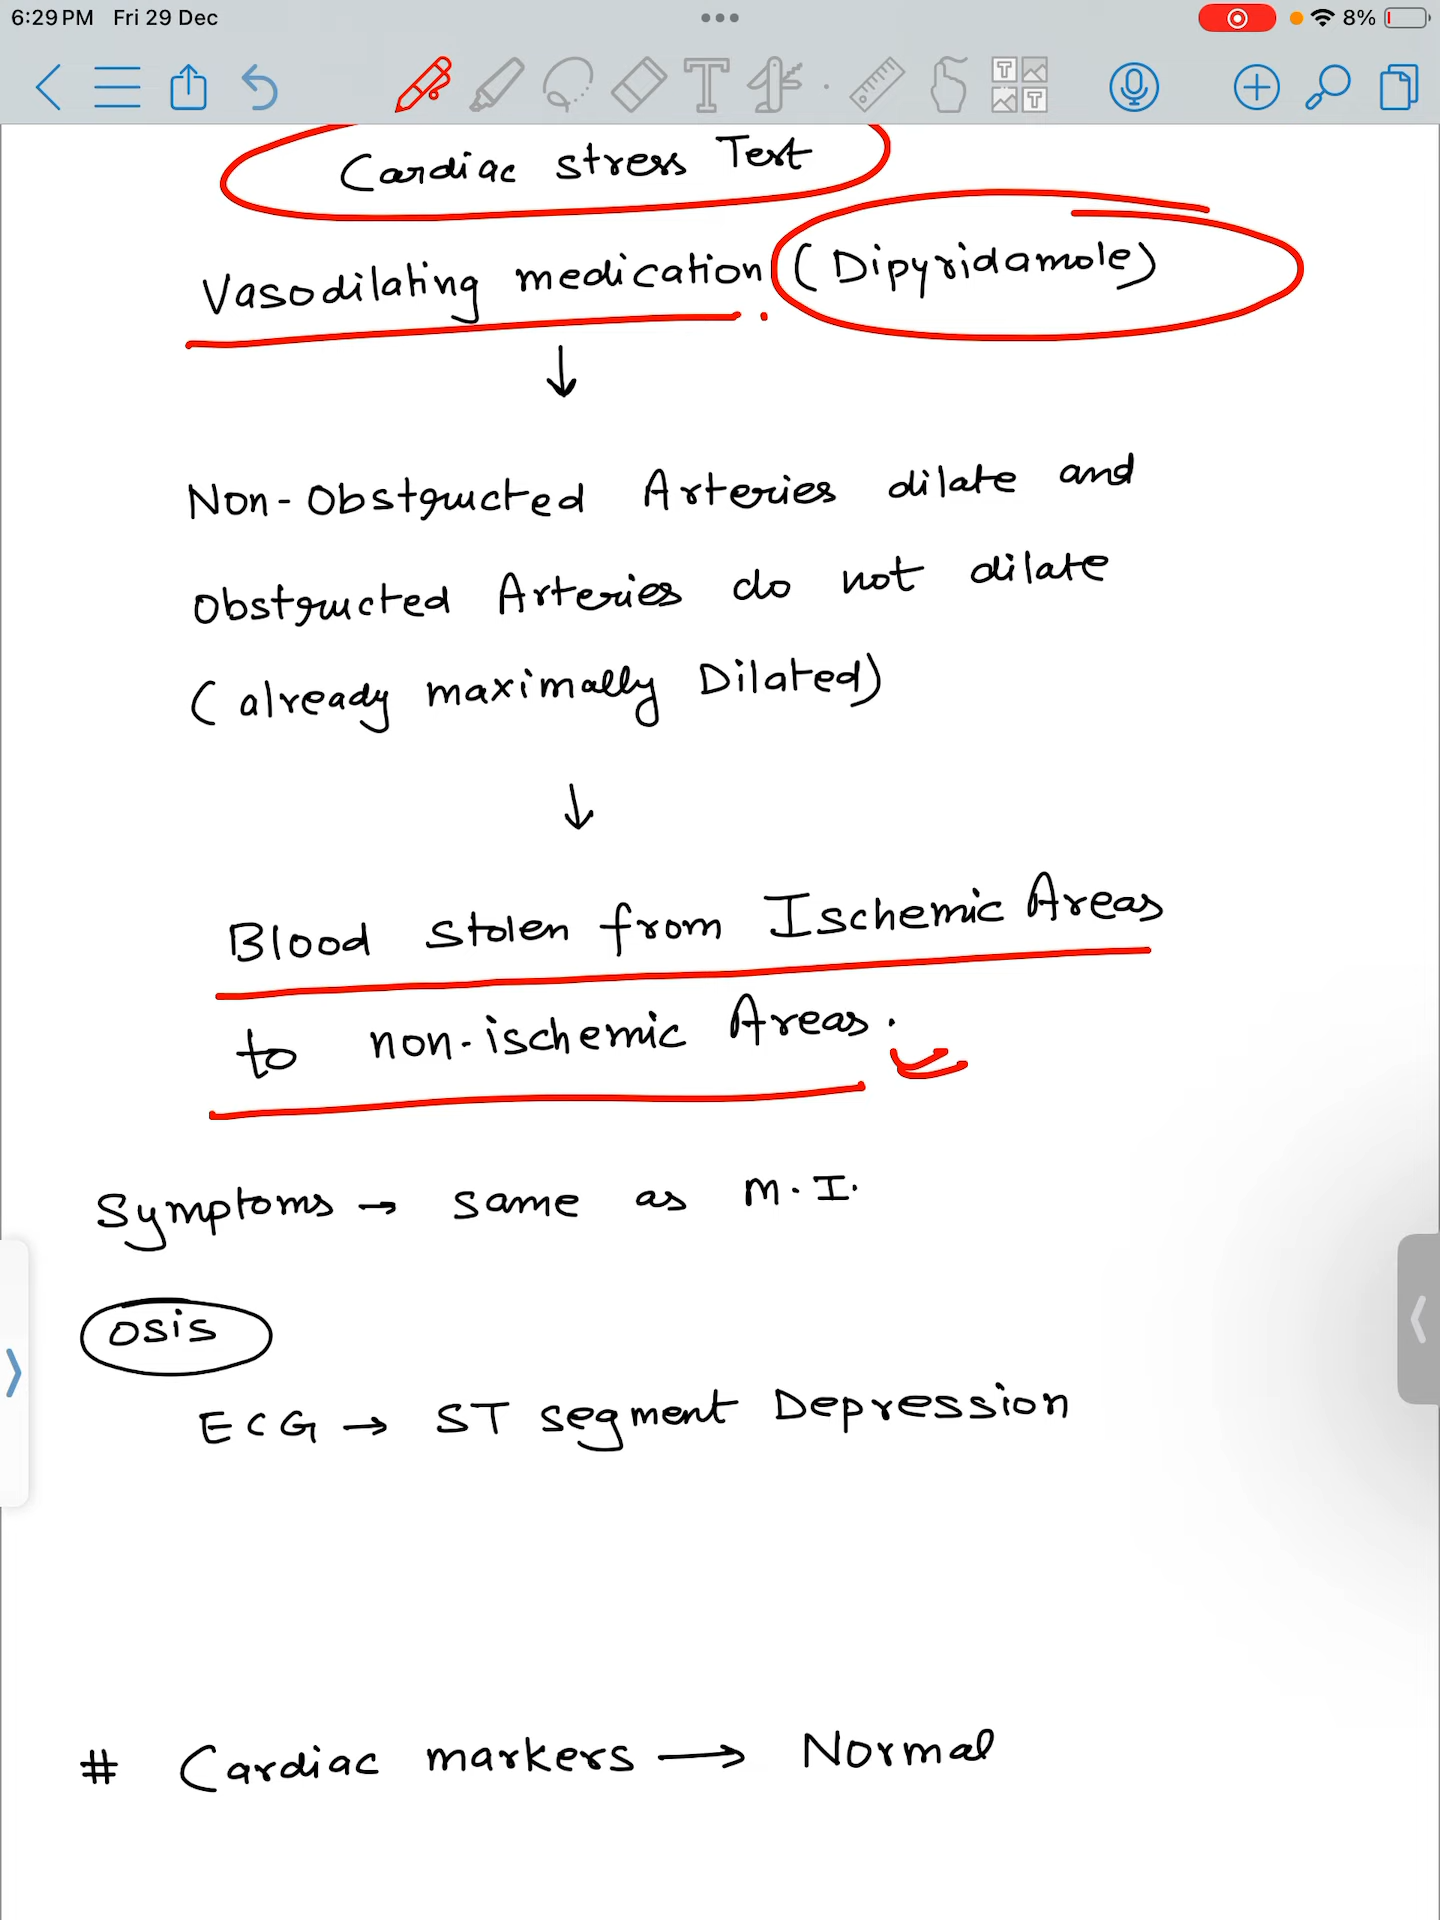 6:29 PM Fri 29 Dec
8%
Cardiac stress Test
Vasodilating medication (Dipyridamole)
↓
Non-Obstructed Arteries dilate and
Obstructed Arteries do not dilate
(already maximally Dilated)
↓
Blood stolen from Ischemic Areas
to non-ischemic Areas.
Symptoms → same as M.I.
osis
ECG → ST segment Depression
# Cardiac markers → Normal